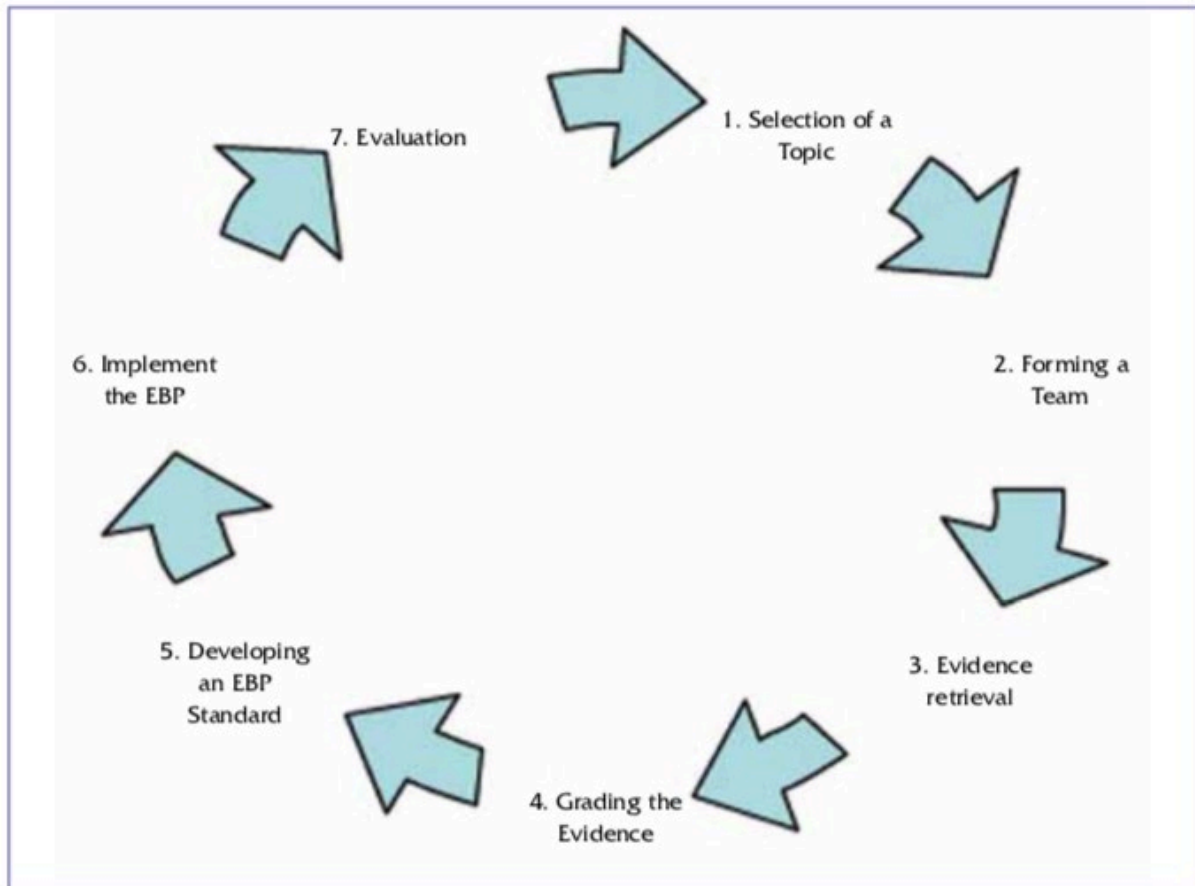 1. Selection of a
Topic
2. Forming a
Team
3. Evidence
retrieval
4. Grading the
Evidence
5. Developing
an EBP
Standard
6. Implement
the EBP
7. Evaluation